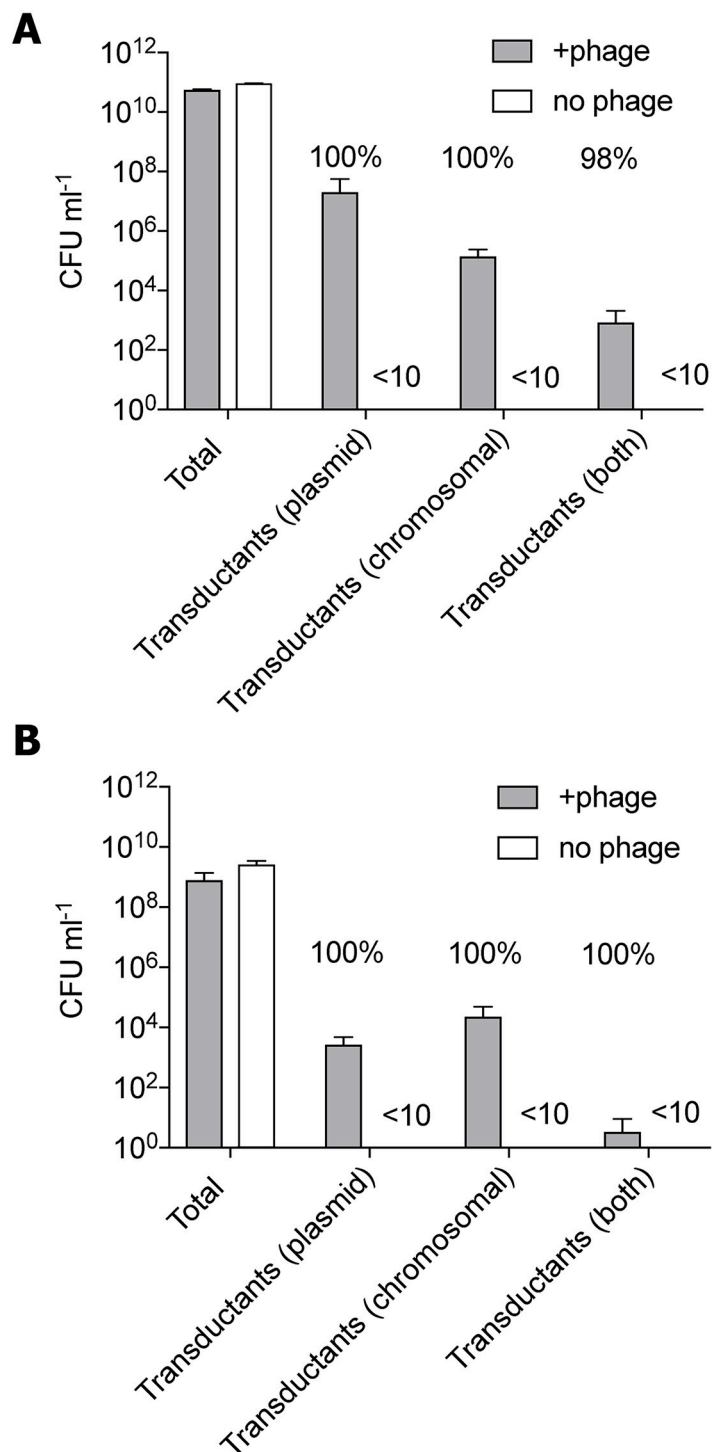 A
+phage
no phage
CFU ml⁻¹
10¹²
10¹⁰
10⁸
10⁶
10⁴
10²
10⁰
100%
100%
98%
<10
<10
<10
Total
Transductants (plasmid)
Transductants (chromosomal)
Transductants (both)
B
+phage
no phage
CFU ml⁻¹
10¹²
10¹⁰
10⁸
10⁶
10⁴
10²
10⁰
100%
100%
100%
<10
<10
<10
Total
Transductants (plasmid)
Transductants (chromosomal)
Transductants (both)